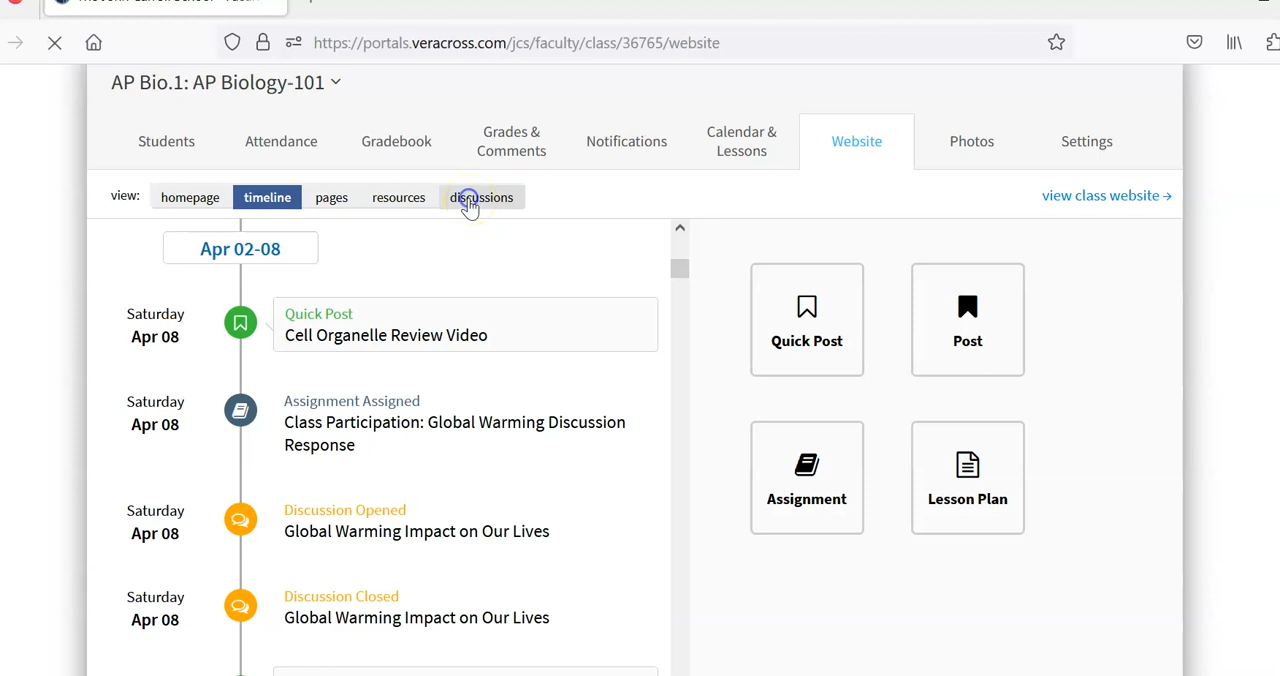 https://portals.veracross.com/jcs/faculty/class/36765/website
AP Bio.1: AP Biology-101
Students
Attendance
Gradebook
Grades &
Comments
Notifications
Calendar &
Lessons
Website
Photos
Settings
view:
homepage
timeline
pages
resources
discussions
view class website →
Apr 02-08
Saturday
Apr 08
Quick Post
Cell Organelle Review Video
Saturday
Apr 08
Assignment Assigned
Class Participation: Global Warming Discussion
Response
Saturday
Apr 08
Discussion Opened
Global Warming Impact on Our Lives
Saturday
Apr 08
Discussion Closed
Global Warming Impact on Our Lives
Quick Post
Post
Assignment
Lesson Plan